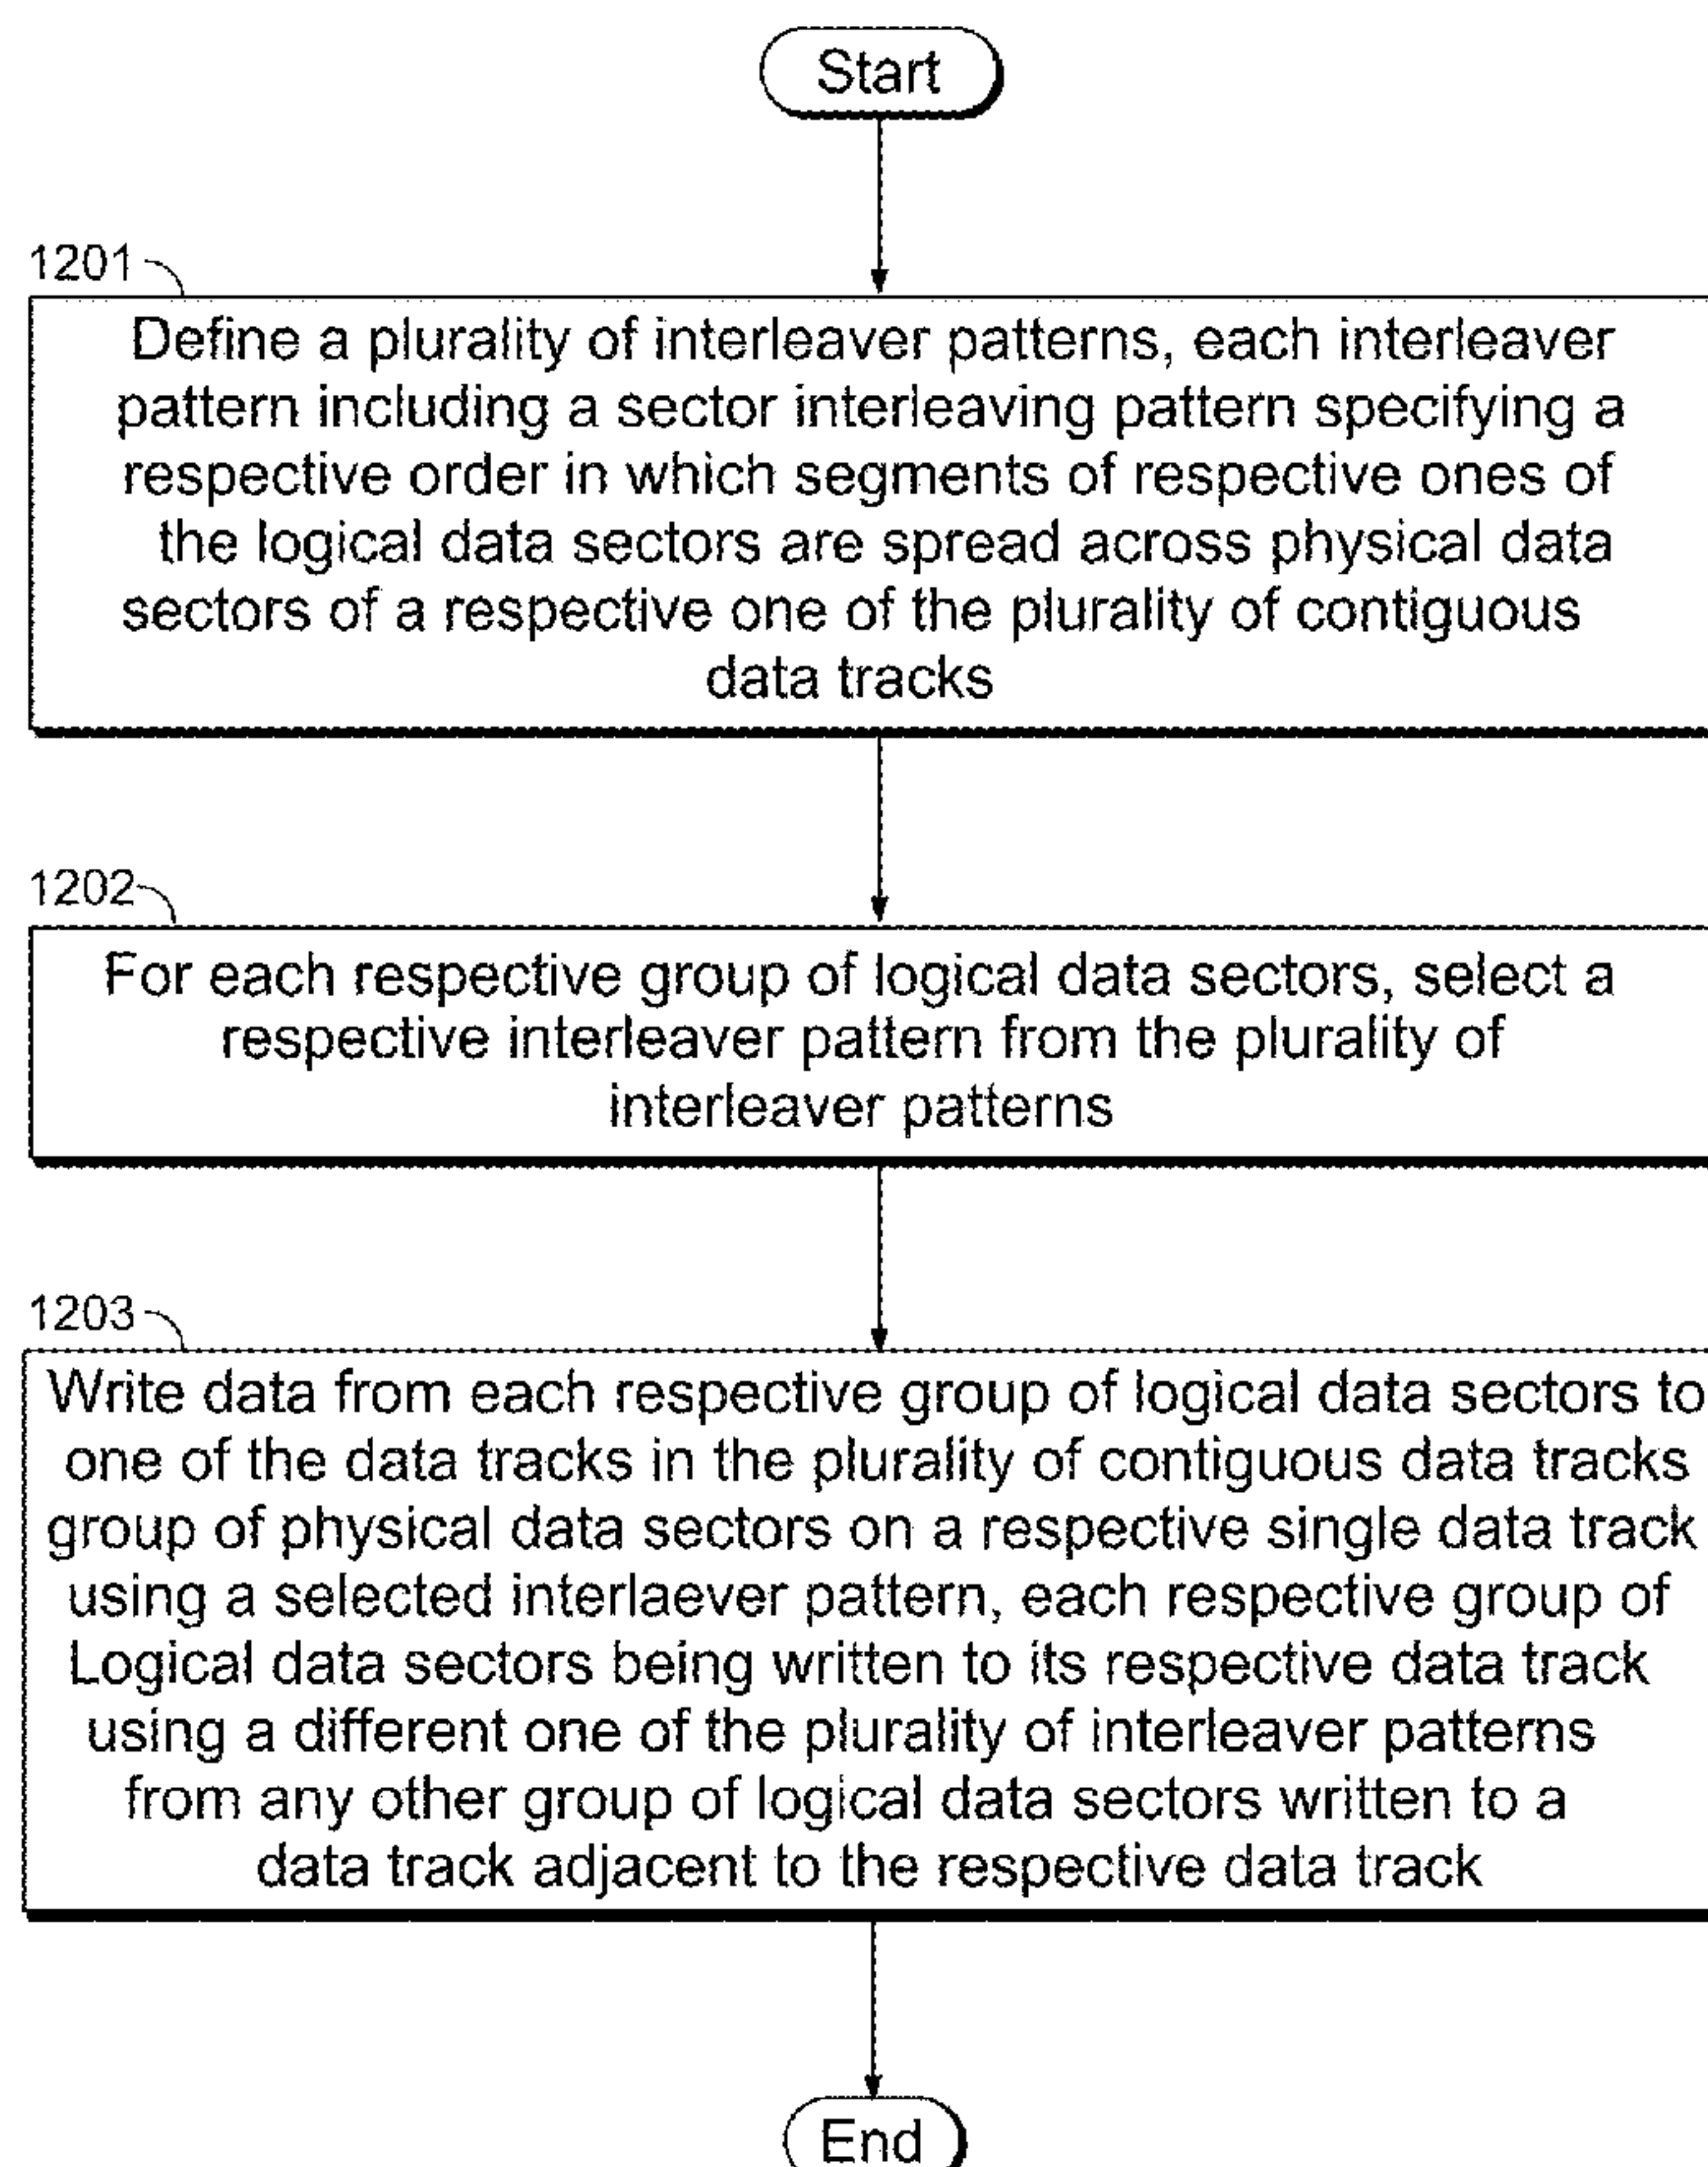 Start
1201
Define a plurality of interleaver patterns, each interleaver
pattern including a sector interleaving pattern specifying a
respective order in which segments of respective ones of
the logical data sectors are spread across physical data
sectors of a respective one of the plurality of contiguous
data tracks
1202
For each respective group of logical data sectors, select a
respective interleaver pattern from the plurality of
interleaver patterns
1203
Write data from each respective group of logical data sectors to
one of the data tracks in the plurality of contiguous data tracks
group of physical data sectors on a respective single data track
using a selected interlaever pattern, each respective group of
Logical data sectors being written to its respective data track
using a different one of the plurality of interleaver patterns
from any other group of logical data sectors written to a
data track adjacent to the respective data track
End